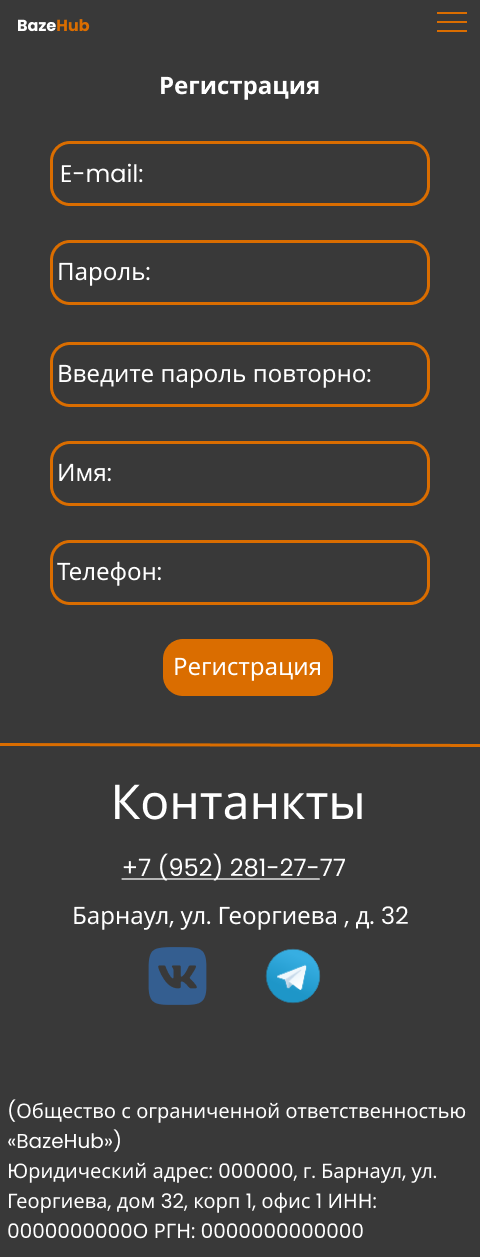 BazeHub
Регистрация
E-mail:
Пароль:
Введите пароль повторно:
Имя:
Телефон:
Регистрация
Контанкты
+7 (952) 281-27-77
Барнаул, ул. Георгиева , д. 32
(Общество с ограниченной ответственностью
«BazeHub»)
Юридический адрес: 000000, г. Барнаул, ул.
Георгиева, дом 32, корп 1, офис 1 ИНН:
0000000000О РГН: 0000000000000